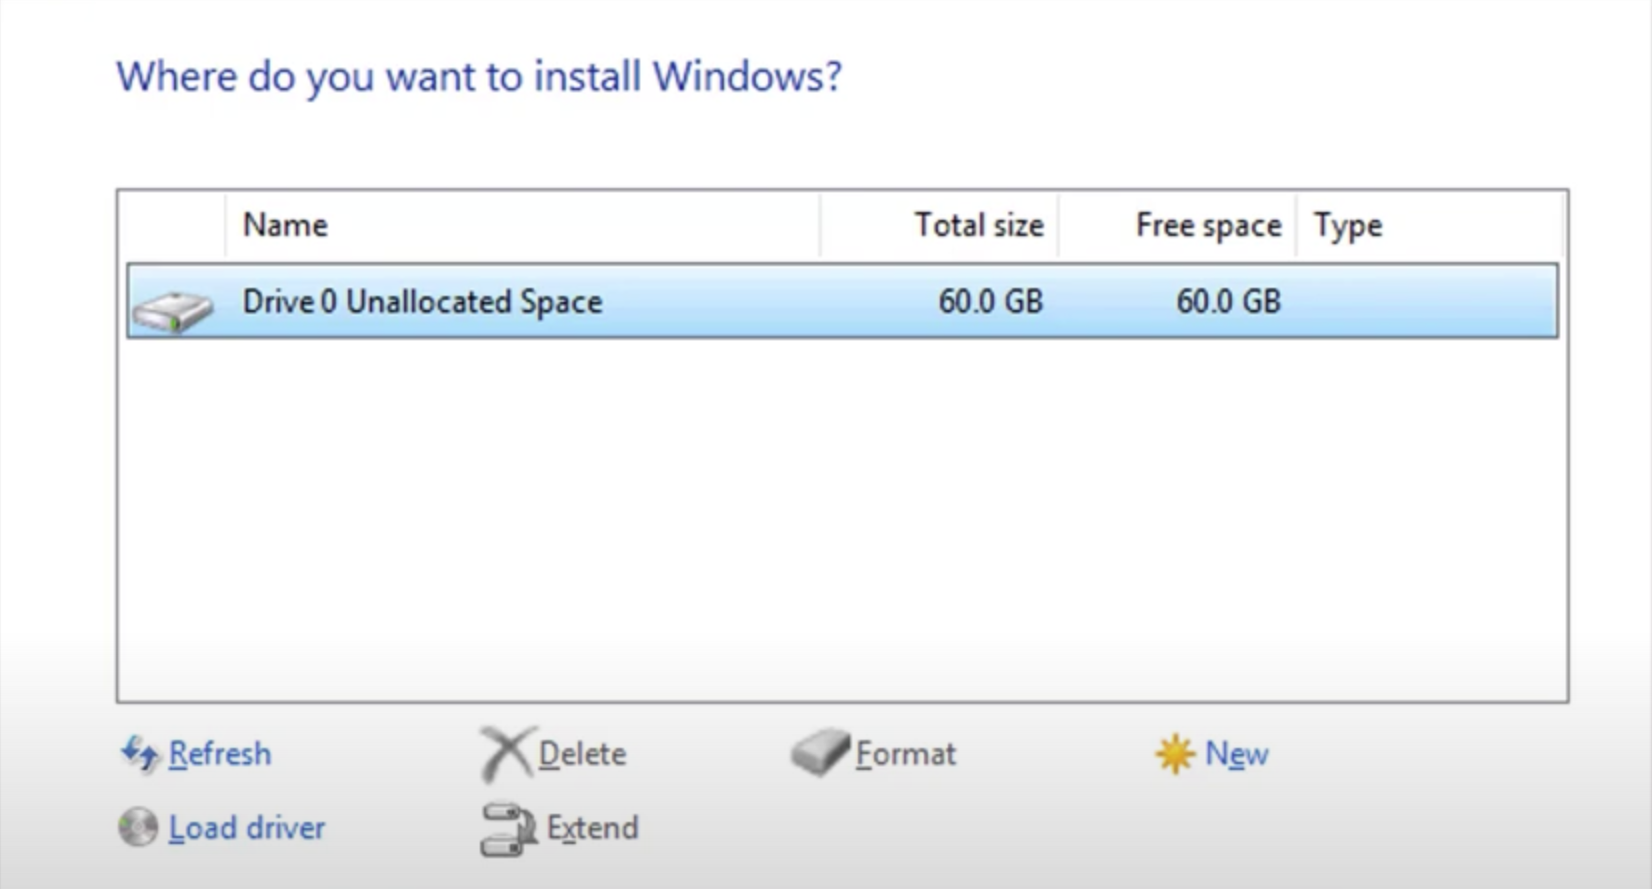 Where do you want to install Windows?
Name Total size Free space Type
Drive 0 Unallocated Space 60.0 GB 60.0 GB
Refresh Delete Format New
Load driver Extend